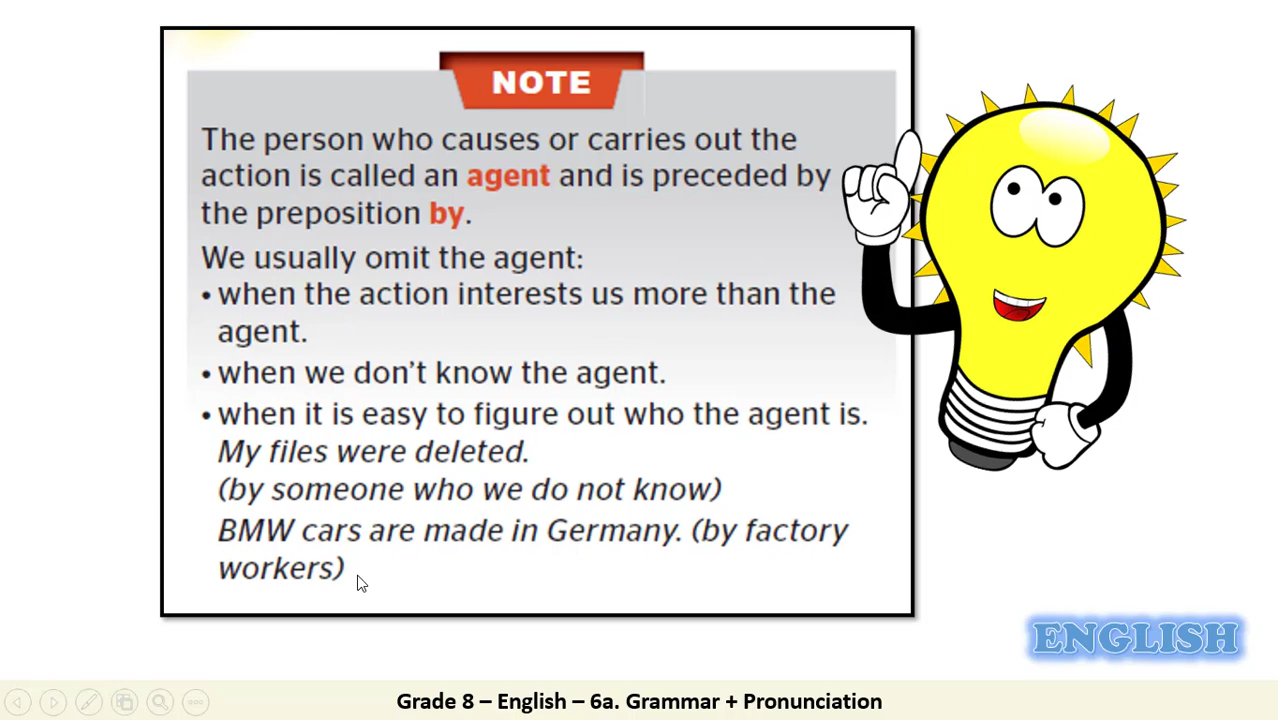 NOTE
The person who causes or carries out the
action is called an agent and is preceded by
the preposition by.
We usually omit the agent:
• when the action interests us more than the
agent.
• when we don't know the agent.
• when it is easy to figure out who the agent is.
My files were deleted.
(by someone who we do not know)
BMW cars are made in Germany. (by factory
workers)
ENGLISH
Grade 8 – English – 6a. Grammar + Pronunciation